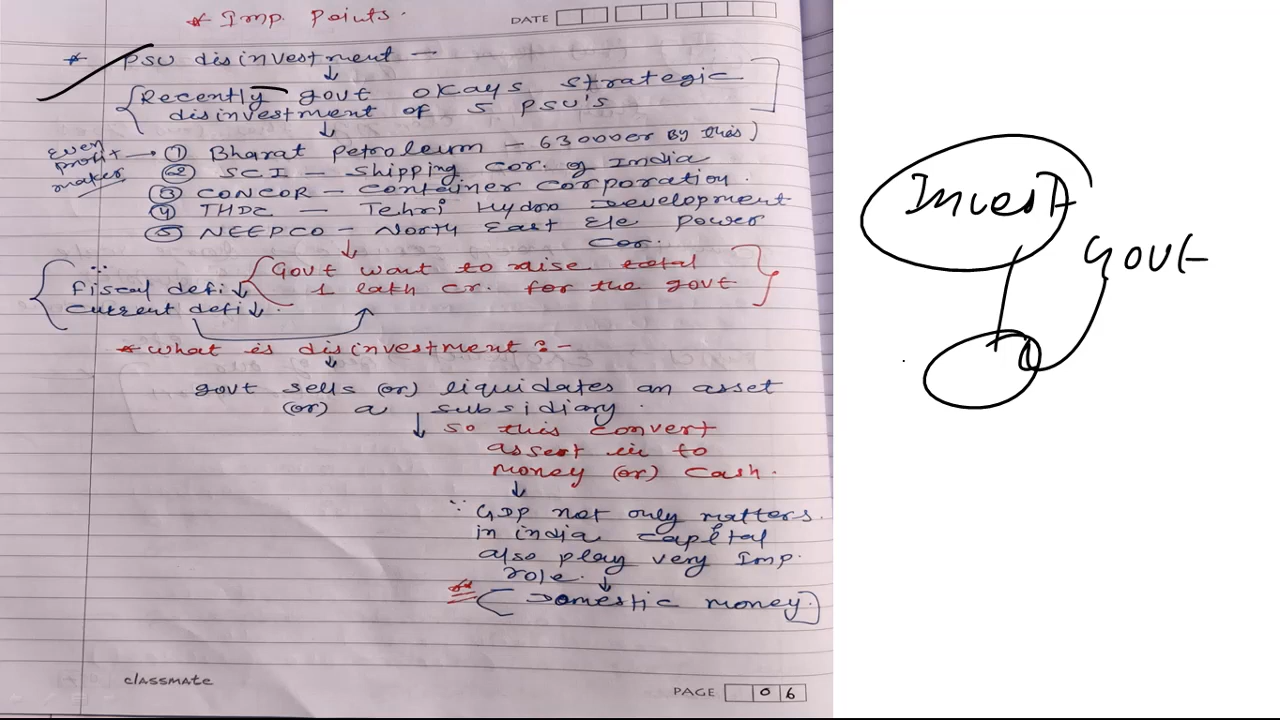 * Imp. Points.
DATE
* PSU disinvestment —
Recently govt okays strategic
disinvestment of 5 PSU's
Even profit makers
① Bharat Petroleum – 63000cr By this)
② SCI – Shipping Cor. of India
③ CONCOR – Container Corporation.
④ THDC – Tehri Hydro Development
⑤ NEEPCO – North East Ele Power
Cor.
Govt want to raise total
1 lakh cr. for the govt
Fiscal defi ↓
Current defi ↓.
* What is disinvestment :-
govt sells (or) liquidates an asset
(or) a subsidiary.
so this convert
assert in to
money (or) cash.
∵ GDP not only matters.
in india capital
also play very Imp.
role.
** Domestic money.
classmate
PAGE 06
Invest
govt